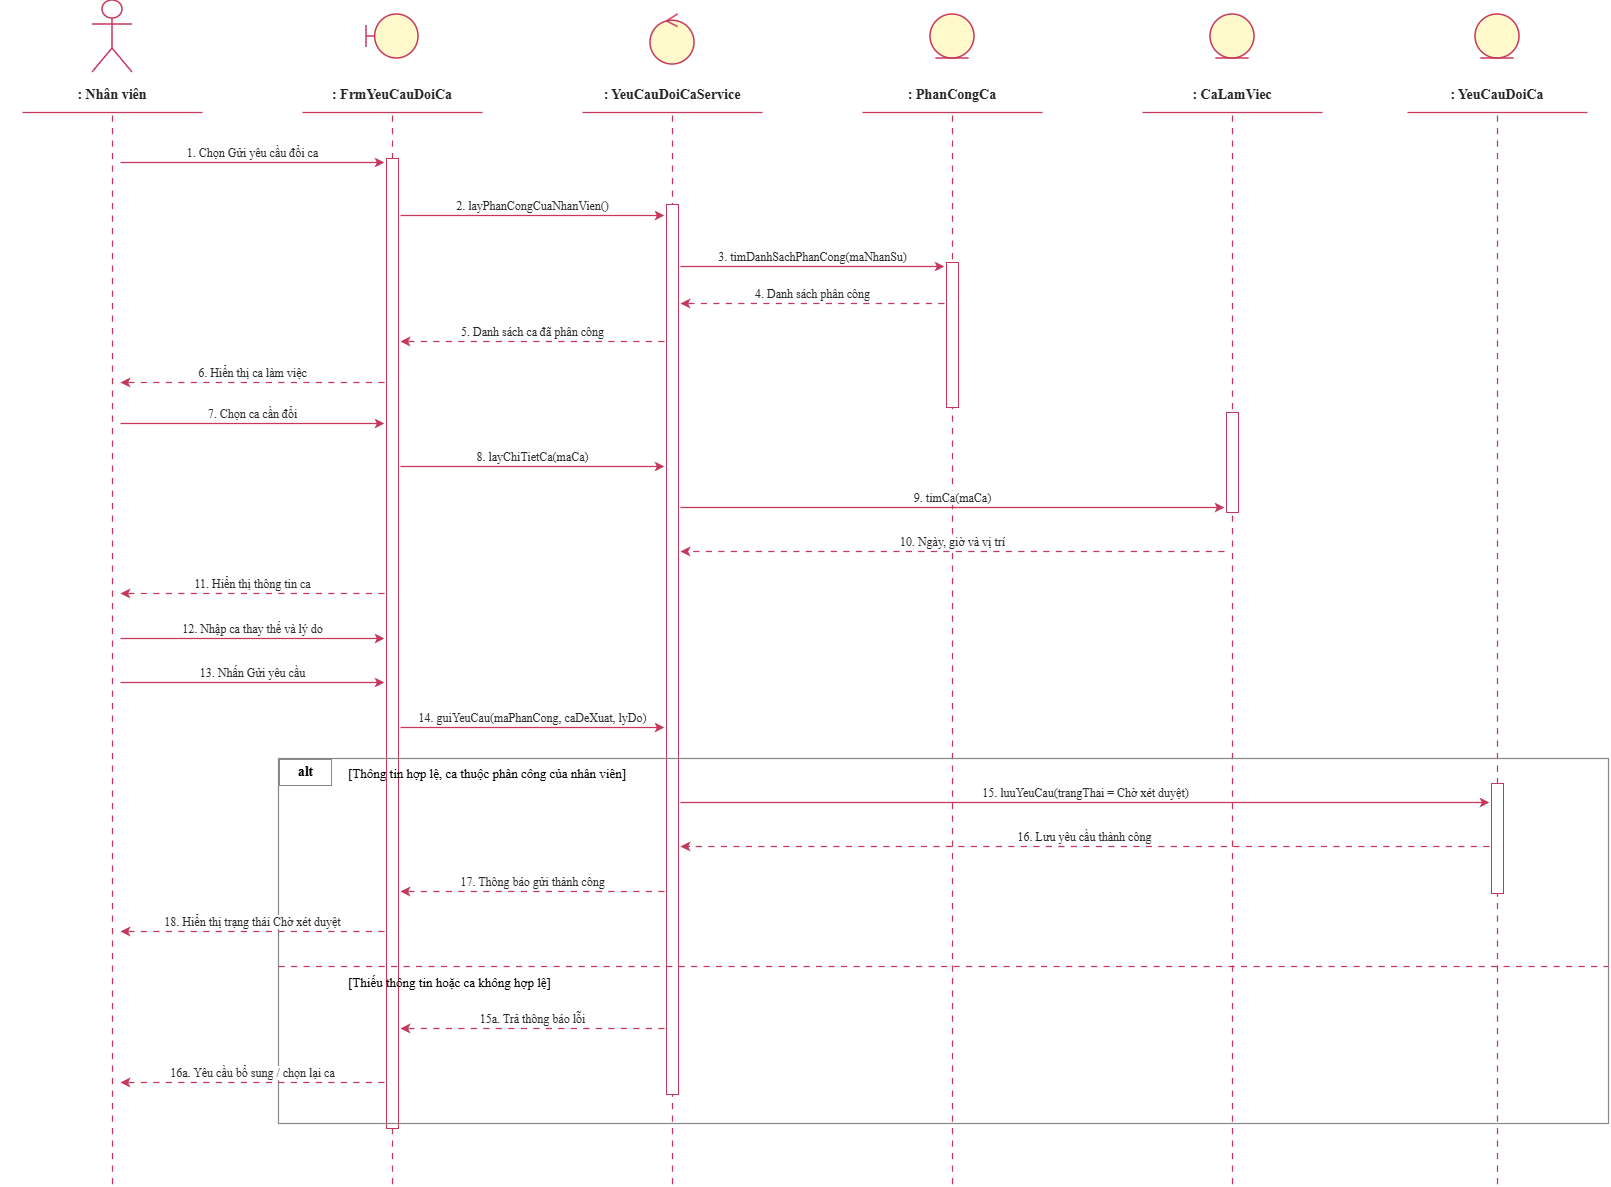 : Nhân viên
: FrmYeuCauDoiCa
: YeuCauDoiCaService
: PhanCongCa
: CaLamViec
: YeuCauDoiCa
1. Chọn Gửi yêu cầu đổi ca
2. layPhanCongCuaNhanVien()
3. timDanhSachPhanCong(maNhanSu)
4. Danh sách phân công
5. Danh sách ca đã phân công
6. Hiển thị ca làm việc
7. Chọn ca cần đổi
8. layChiTietCa(maCa)
9. timCa(maCa)
10. Ngày, giờ và vị trí
11. Hiển thị thông tin ca
12. Nhập ca thay thế và lý do
13. Nhấn Gửi yêu cầu
14. guiYeuCau(maPhanCong, caDeXuat, lyDo)
alt
[Thông tin hợp lệ, ca thuộc phân công của nhân viên]
15. luuYeuCau(trangThai = Chờ xét duyệt)
16. Lưu yêu cầu thành công
17. Thông báo gửi thành công
18. Hiển thị trạng thái Chờ xét duyệt
[Thiếu thông tin hoặc ca không hợp lệ]
15a. Trả thông báo lỗi
16a. Yêu cầu bổ sung / chọn lại ca